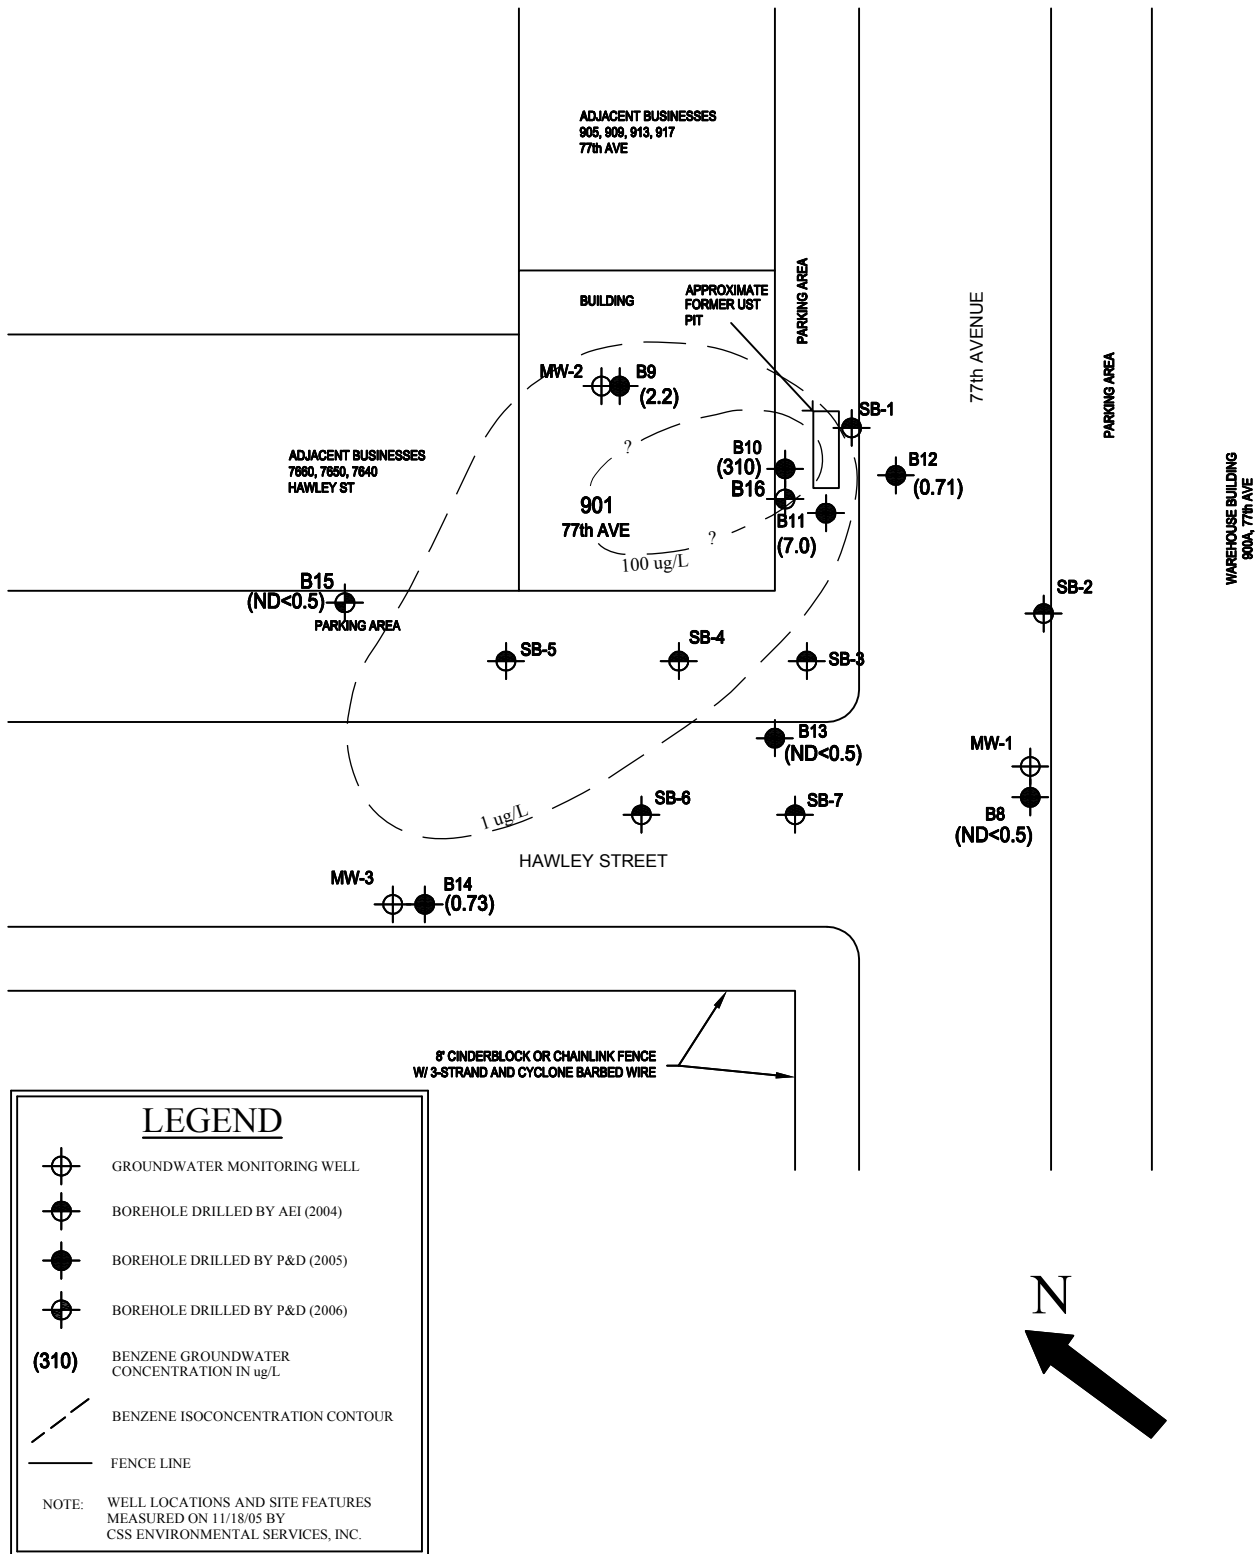 ADJACENT BUSINESSES
905, 909, 913, 917
77th AVE
BUILDING
APPROXIMATE
FORMER UST
PIT
PARKING AREA
77th AVENUE
PARKING AREA
WAREHOUSE BUILDING
900A, 77th AVE
MW-2
B9
(2.2)
SB-1
?
B10
(310)
B16
B12
(0.71)
ADJACENT BUSINESSES
7660, 7650, 7640
HAWLEY ST
901
77th AVE
B11
(7.0)
?
100 ug/L
B15
(ND<0.5)
PARKING AREA
SB-2
SB-5
SB-4
SB-3
B13
(ND<0.5)
MW-1
SB-6
SB-7
1 ug/L
B8
(ND<0.5)
HAWLEY STREET
MW-3
B14
(0.73)
8' CINDERBLOCK OR CHAINLINK FENCE
W/ 3-STRAND AND CYCLONE BARBED WIRE
LEGEND
GROUNDWATER MONITORING WELL
BOREHOLE DRILLED BY AEI (2004)
BOREHOLE DRILLED BY P&D (2005)
BOREHOLE DRILLED BY P&D (2006)
(310)
BENZENE GROUNDWATER
CONCENTRATION IN ug/L
BENZENE ISOCONCENTRATION CONTOUR
FENCE LINE
NOTE: WELL LOCATIONS AND SITE FEATURES
MEASURED ON 11/18/05 BY
CSS ENVIRONMENTAL SERVICES, INC.
N